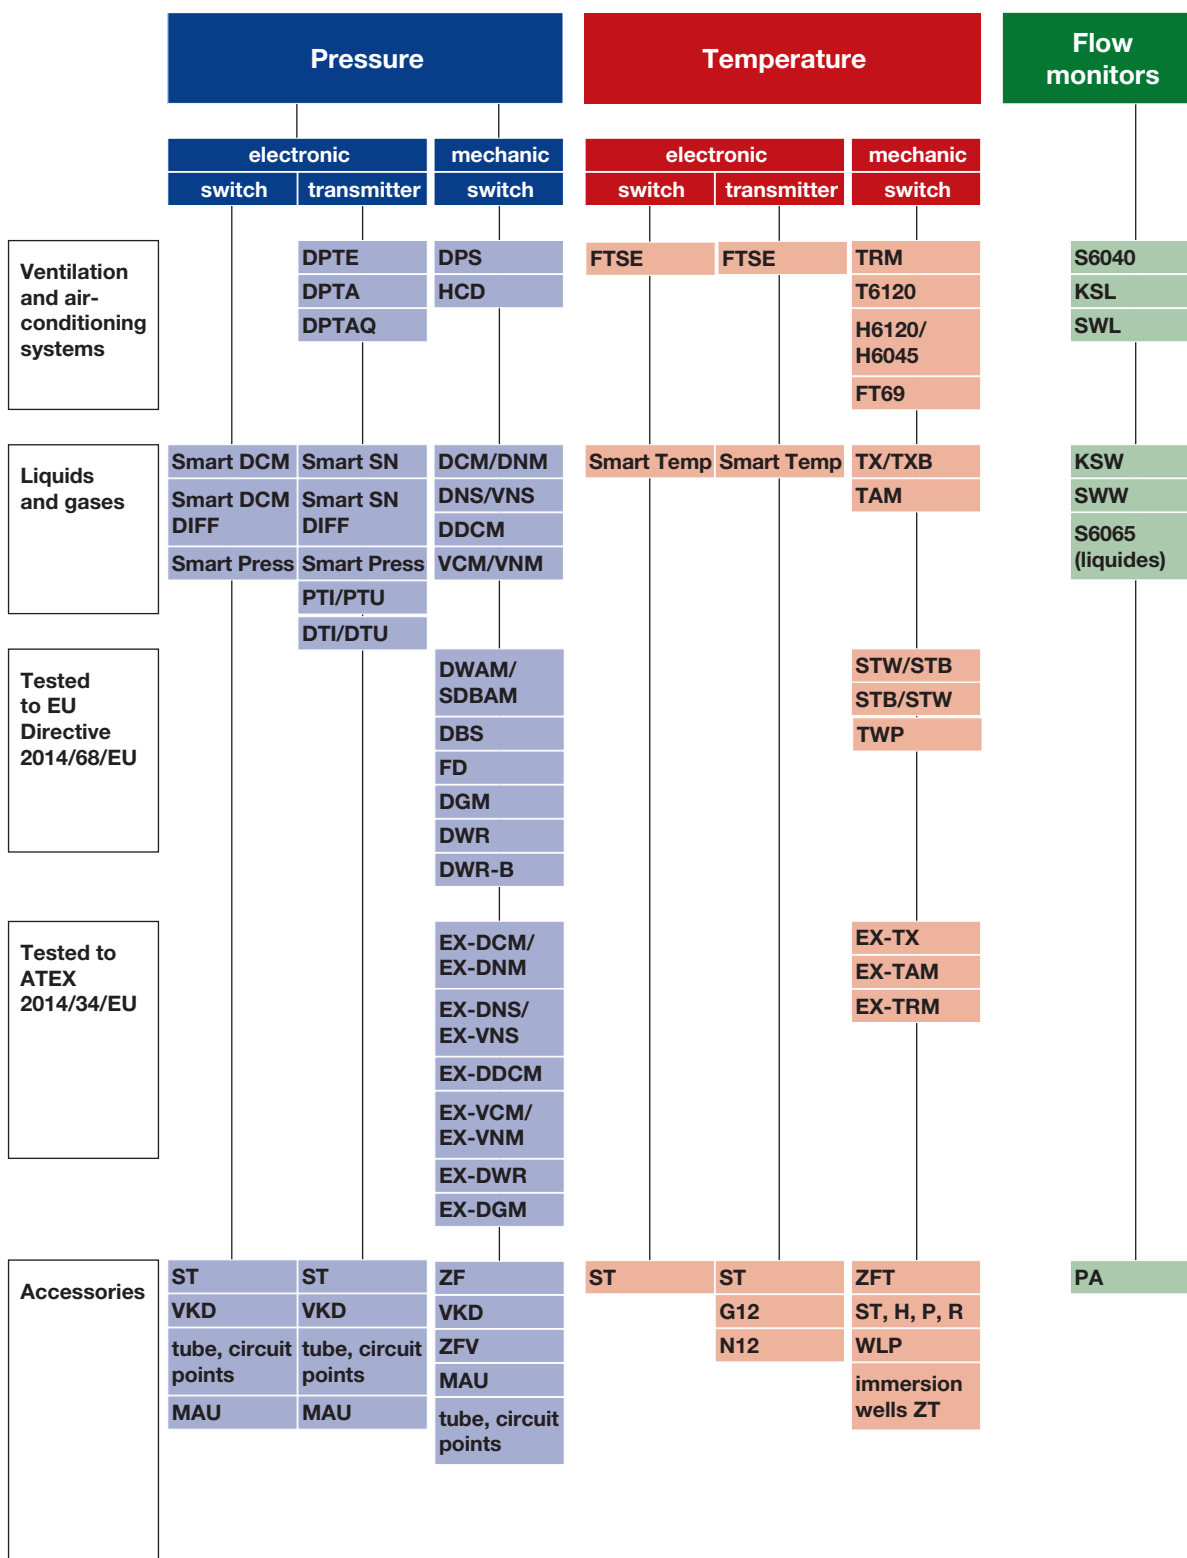 Pressure
Temperature
Flow
monitors
electronic
mechanic
electronic
mechanic
switch
transmitter
switch
switch
transmitter
switch
Ventilation
and air-
conditioning
systems
DPTE
DPTA
DPTAQ
DPS
HCD
FTSE
FTSE
TRM
T6120
H6120/
H6045
FT69
S6040
KSL
SWL
Liquids
and gases
Smart DCM
Smart DCM
DIFF
Smart Press
Smart SN
Smart SN
DIFF
Smart Press
PTI/PTU
DTI/DTU
DCM/DNM
DNS/VNS
DDCM
VCM/VNM
Smart Temp
Smart Temp
TX/TXB
TAM
KSW
SWW
S6065
(liquides)
Tested
to EU
Directive
2014/68/EU
DWAM/
SDBAM
DBS
FD
DGM
DWR
DWR-B
STW/STB
STB/STW
TWP
Tested to
ATEX
2014/34/EU
EX-DCM/
EX-DNM
EX-DNS/
EX-VNS
EX-DDCM
EX-VCM/
EX-VNM
EX-DWR
EX-DGM
EX-TX
EX-TAM
EX-TRM
Accessories
ST
VKD
tube, circuit
points
MAU
ST
VKD
tube, circuit
points
MAU
ZF
VKD
ZFV
MAU
tube, circuit
points
ST
ST
G12
N12
ZFT
ST, H, P, R
WLP
immersion
wells ZT
PA